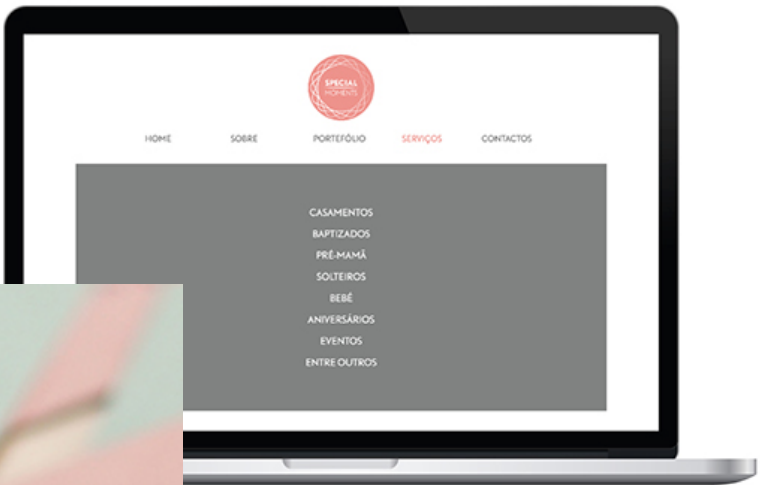 SPECIAL
MOMENTS
HOME SOBRE PORTEFÓLIO SERVIÇOS CONTACTOS
CASAMENTOS
BAPTIZADOS
PRÉ-MAMÃ
SOLTEIROS
BEBÉ
ANIVERSÁRIOS
EVENTOS
ENTRE OUTROS